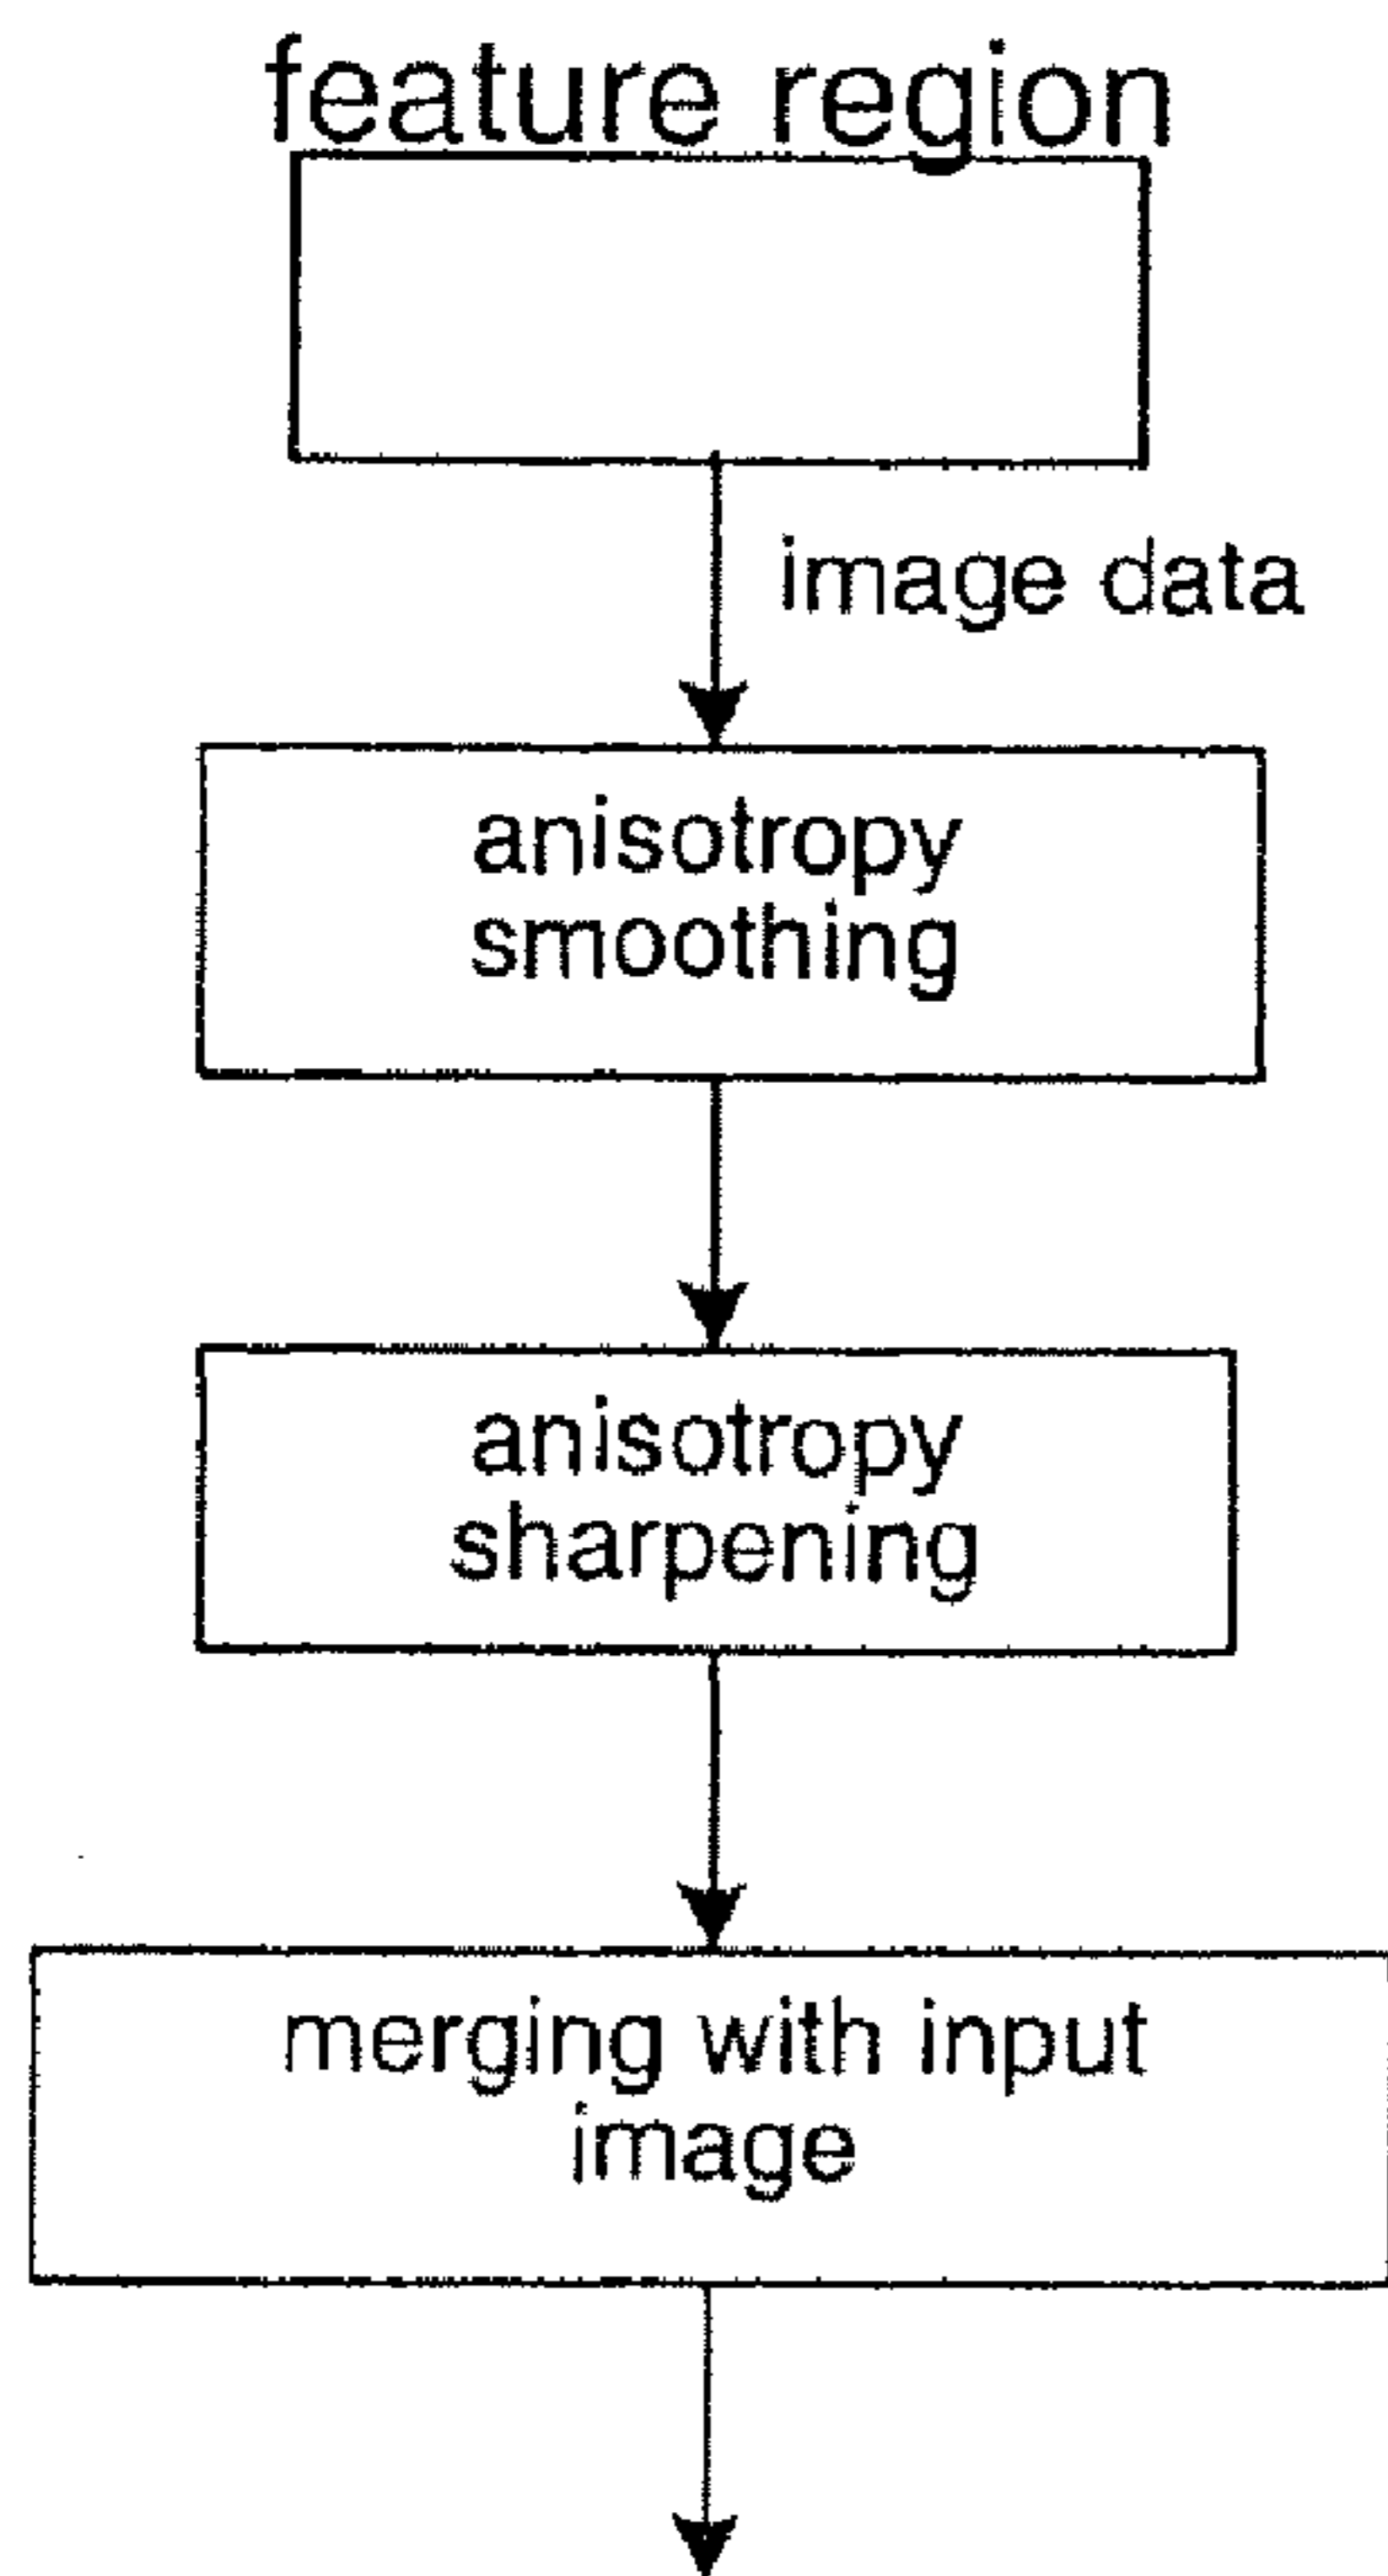 feature region
image data
anisotropy
smoothing
anisotropy
sharpening
merging with input
image